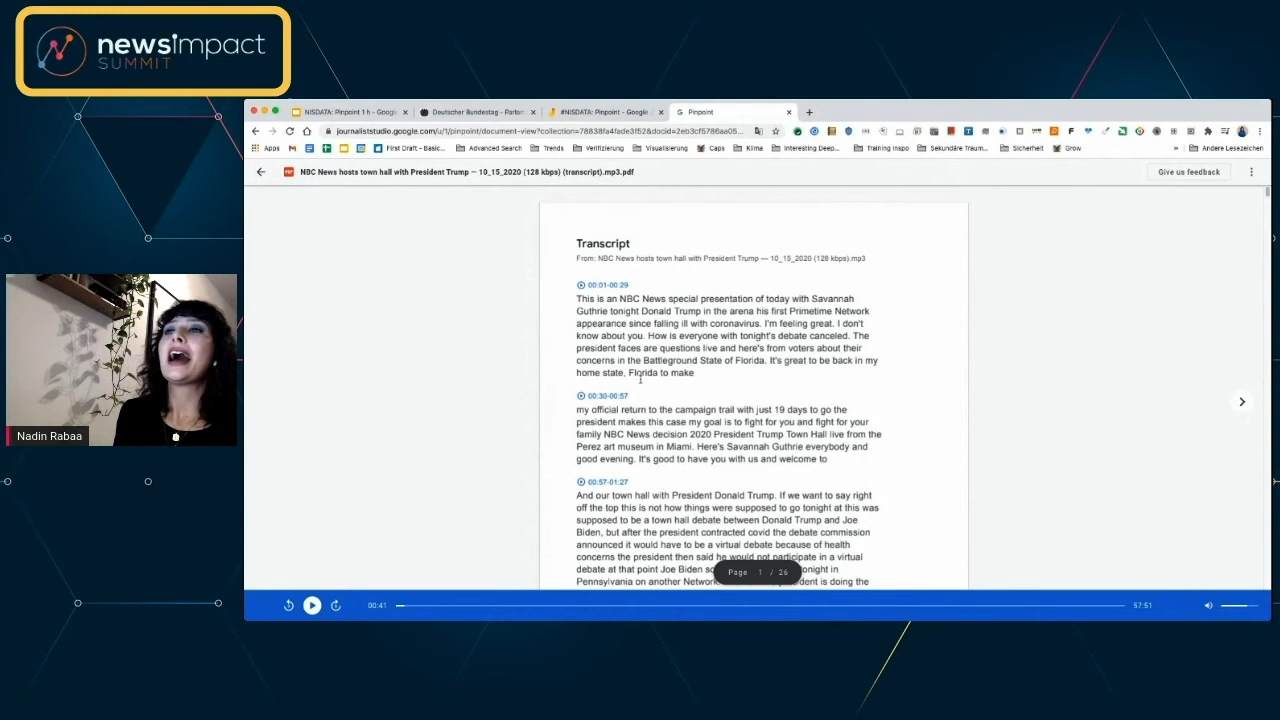 newsimpact
SUMMIT
NISDATA: Pinpoint 1 h - Googl
Deutscher Bundestag - Parlam
#NISDATA: Pinpoint - Google
Pinpoint
journaliststudio.google.com/u/1/pinpoint/document-view?collection=78838fa4fade3f52&docid=2eb3cf5786aa05...
Apps
First Draft - Basic...
Advanced Search
Trends
Verifizierung
Visualisierung
Caps
Klima
Interesting Deep...
Training Inspo
Sekundäre Traum...
Sicherheit
Grow
»
Andere Lesezeichen
NBC News hosts town hall with President Trump — 10_15_2020 (128 kbps) (transcript).mp3.pdf
Give us feedback
Transcript
From: NBC News hosts town hall with President Trump — 10_15_2020 (128 kbps).mp3
00:01-00:29
This is an NBC News special presentation of today with Savannah
Guthrie tonight Donald Trump in the arena his first Primetime Network
appearance since falling ill with coronavirus. I'm feeling great. I don't
know about you. How is everyone with tonight's debate canceled. The
president faces are questions live and here's from voters about their
concerns in the Battleground State of Florida. It's great to be back in my
home state, Florida to make
00:30-00:57
my official return to the campaign trail with just 19 days to go the
president makes this case my goal is to fight for you and fight for your
family NBC News decision 2020 President Trump Town Hall live from the
Perez art museum in Miami. Here's Savannah Guthrie everybody and
good evening. It's good to have you with us and welcome to
00:57-01:27
And our town hall with President Donald Trump. If we want to say right
off the top this is not how things were supposed to go tonight at this was
supposed to be a town hall debate between Donald Trump and Joe
Biden, but after the president contracted covid the debate commission
announced it would have to be a virtual debate because of health
concerns the president then said he would not participate in a virtual
debate at that point Joe Biden sc onight in
Pennsylvania on another Network. dent is doing the
Page 1 / 26
00:41
57:51
Nadin Rabaa